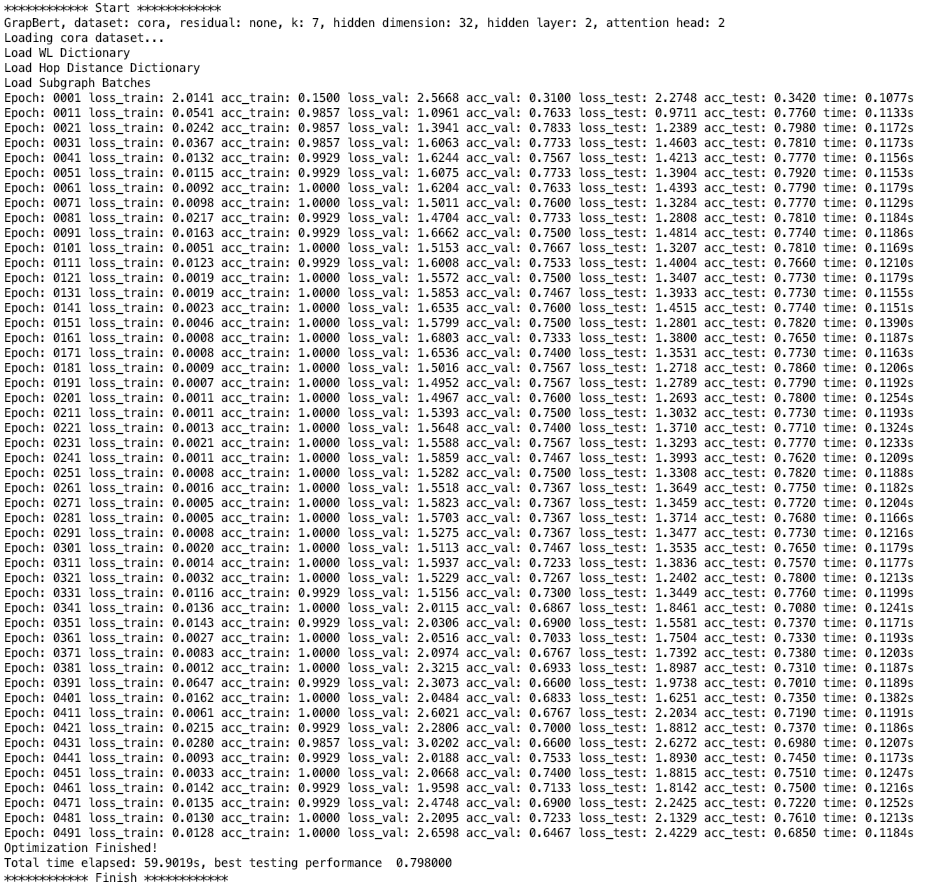 ************ Start ************
GrapBert, dataset: cora, residual: none, k: 7, hidden dimension: 32, hidden layer: 2, attention head: 2
Loading cora dataset...
Load WL Dictionary
Load Hop Distance Dictionary
Load Subgraph Batches
Epoch: 0001 loss_train: 2.0141 acc_train: 0.1500 loss_val: 2.5668 acc_val: 0.3100 loss_test: 2.2748 acc_test: 0.3420 time: 0.1077s
Epoch: 0011 loss_train: 0.0541 acc_train: 0.9857 loss_val: 1.0961 acc_val: 0.7633 loss_test: 0.9711 acc_test: 0.7760 time: 0.1133s
Epoch: 0021 loss_train: 0.0242 acc_train: 0.9857 loss_val: 1.3941 acc_val: 0.7833 loss_test: 1.2389 acc_test: 0.7980 time: 0.1172s
Epoch: 0031 loss_train: 0.0367 acc_train: 0.9857 loss_val: 1.6063 acc_val: 0.7733 loss_test: 1.4603 acc_test: 0.7810 time: 0.1173s
Epoch: 0041 loss_train: 0.0132 acc_train: 0.9929 loss_val: 1.6244 acc_val: 0.7567 loss_test: 1.4213 acc_test: 0.7770 time: 0.1156s
Epoch: 0051 loss_train: 0.0115 acc_train: 0.9929 loss_val: 1.6075 acc_val: 0.7733 loss_test: 1.3904 acc_test: 0.7920 time: 0.1153s
Epoch: 0061 loss_train: 0.0092 acc_train: 1.0000 loss_val: 1.6204 acc_val: 0.7633 loss_test: 1.4393 acc_test: 0.7790 time: 0.1179s
Epoch: 0071 loss_train: 0.0098 acc_train: 1.0000 loss_val: 1.5011 acc_val: 0.7600 loss_test: 1.3284 acc_test: 0.7770 time: 0.1129s
Epoch: 0081 loss_train: 0.0217 acc_train: 0.9929 loss_val: 1.4704 acc_val: 0.7733 loss_test: 1.2808 acc_test: 0.7810 time: 0.1184s
Epoch: 0091 loss_train: 0.0163 acc_train: 0.9929 loss_val: 1.6662 acc_val: 0.7500 loss_test: 1.4814 acc_test: 0.7740 time: 0.1186s
Epoch: 0101 loss_train: 0.0051 acc_train: 1.0000 loss_val: 1.5153 acc_val: 0.7667 loss_test: 1.3207 acc_test: 0.7810 time: 0.1169s
Epoch: 0111 loss_train: 0.0123 acc_train: 0.9929 loss_val: 1.6008 acc_val: 0.7533 loss_test: 1.4004 acc_test: 0.7660 time: 0.1210s
Epoch: 0121 loss_train: 0.0019 acc_train: 1.0000 loss_val: 1.5572 acc_val: 0.7500 loss_test: 1.3407 acc_test: 0.7730 time: 0.1179s
Epoch: 0131 loss_train: 0.0019 acc_train: 1.0000 loss_val: 1.5853 acc_val: 0.7467 loss_test: 1.3933 acc_test: 0.7730 time: 0.1155s
Epoch: 0141 loss_train: 0.0023 acc_train: 1.0000 loss_val: 1.6535 acc_val: 0.7600 loss_test: 1.4515 acc_test: 0.7740 time: 0.1151s
Epoch: 0151 loss_train: 0.0046 acc_train: 1.0000 loss_val: 1.5799 acc_val: 0.7500 loss_test: 1.2801 acc_test: 0.7820 time: 0.1390s
Epoch: 0161 loss_train: 0.0008 acc_train: 1.0000 loss_val: 1.6803 acc_val: 0.7333 loss_test: 1.3800 acc_test: 0.7650 time: 0.1187s
Epoch: 0171 loss_train: 0.0008 acc_train: 1.0000 loss_val: 1.6536 acc_val: 0.7400 loss_test: 1.3531 acc_test: 0.7730 time: 0.1163s
Epoch: 0181 loss_train: 0.0009 acc_train: 1.0000 loss_val: 1.5016 acc_val: 0.7567 loss_test: 1.2718 acc_test: 0.7860 time: 0.1206s
Epoch: 0191 loss_train: 0.0007 acc_train: 1.0000 loss_val: 1.4952 acc_val: 0.7567 loss_test: 1.2789 acc_test: 0.7790 time: 0.1192s
Epoch: 0201 loss_train: 0.0011 acc_train: 1.0000 loss_val: 1.4967 acc_val: 0.7600 loss_test: 1.2693 acc_test: 0.7800 time: 0.1254s
Epoch: 0211 loss_train: 0.0011 acc_train: 1.0000 loss_val: 1.5393 acc_val: 0.7500 loss_test: 1.3032 acc_test: 0.7730 time: 0.1193s
Epoch: 0221 loss_train: 0.0013 acc_train: 1.0000 loss_val: 1.5648 acc_val: 0.7400 loss_test: 1.3710 acc_test: 0.7710 time: 0.1324s
Epoch: 0231 loss_train: 0.0021 acc_train: 1.0000 loss_val: 1.5588 acc_val: 0.7567 loss_test: 1.3293 acc_test: 0.7770 time: 0.1233s
Epoch: 0241 loss_train: 0.0011 acc_train: 1.0000 loss_val: 1.5859 acc_val: 0.7467 loss_test: 1.3993 acc_test: 0.7620 time: 0.1209s
Epoch: 0251 loss_train: 0.0008 acc_train: 1.0000 loss_val: 1.5282 acc_val: 0.7500 loss_test: 1.3308 acc_test: 0.7820 time: 0.1188s
Epoch: 0261 loss_train: 0.0016 acc_train: 1.0000 loss_val: 1.5518 acc_val: 0.7367 loss_test: 1.3649 acc_test: 0.7750 time: 0.1182s
Epoch: 0271 loss_train: 0.0005 acc_train: 1.0000 loss_val: 1.5823 acc_val: 0.7367 loss_test: 1.3459 acc_test: 0.7720 time: 0.1204s
Epoch: 0281 loss_train: 0.0005 acc_train: 1.0000 loss_val: 1.5703 acc_val: 0.7367 loss_test: 1.3714 acc_test: 0.7680 time: 0.1166s
Epoch: 0291 loss_train: 0.0008 acc_train: 1.0000 loss_val: 1.5275 acc_val: 0.7367 loss_test: 1.3477 acc_test: 0.7730 time: 0.1216s
Epoch: 0301 loss_train: 0.0020 acc_train: 1.0000 loss_val: 1.5113 acc_val: 0.7467 loss_test: 1.3535 acc_test: 0.7650 time: 0.1179s
Epoch: 0311 loss_train: 0.0014 acc_train: 1.0000 loss_val: 1.5937 acc_val: 0.7233 loss_test: 1.3836 acc_test: 0.7570 time: 0.1177s
Epoch: 0321 loss_train: 0.0032 acc_train: 1.0000 loss_val: 1.5229 acc_val: 0.7267 loss_test: 1.2402 acc_test: 0.7800 time: 0.1213s
Epoch: 0331 loss_train: 0.0116 acc_train: 0.9929 loss_val: 1.5156 acc_val: 0.7300 loss_test: 1.3449 acc_test: 0.7760 time: 0.1199s
Epoch: 0341 loss_train: 0.0136 acc_train: 1.0000 loss_val: 2.0115 acc_val: 0.6867 loss_test: 1.8461 acc_test: 0.7080 time: 0.1241s
Epoch: 0351 loss_train: 0.0143 acc_train: 0.9929 loss_val: 2.0306 acc_val: 0.6900 loss_test: 1.5581 acc_test: 0.7370 time: 0.1171s
Epoch: 0361 loss_train: 0.0027 acc_train: 1.0000 loss_val: 2.0516 acc_val: 0.7033 loss_test: 1.7504 acc_test: 0.7330 time: 0.1193s
Epoch: 0371 loss_train: 0.0083 acc_train: 1.0000 loss_val: 2.0974 acc_val: 0.6767 loss_test: 1.7392 acc_test: 0.7380 time: 0.1203s
Epoch: 0381 loss_train: 0.0012 acc_train: 1.0000 loss_val: 2.3215 acc_val: 0.6933 loss_test: 1.8987 acc_test: 0.7310 time: 0.1187s
Epoch: 0391 loss_train: 0.0647 acc_train: 0.9929 loss_val: 2.3073 acc_val: 0.6600 loss_test: 1.9738 acc_test: 0.7010 time: 0.1189s
Epoch: 0401 loss_train: 0.0162 acc_train: 1.0000 loss_val: 2.0484 acc_val: 0.6833 loss_test: 1.6251 acc_test: 0.7350 time: 0.1382s
Epoch: 0411 loss_train: 0.0061 acc_train: 1.0000 loss_val: 2.6021 acc_val: 0.6767 loss_test: 2.2034 acc_test: 0.7190 time: 0.1191s
Epoch: 0421 loss_train: 0.0215 acc_train: 0.9929 loss_val: 2.2806 acc_val: 0.7000 loss_test: 1.8812 acc_test: 0.7370 time: 0.1186s
Epoch: 0431 loss_train: 0.0280 acc_train: 0.9857 loss_val: 3.0202 acc_val: 0.6600 loss_test: 2.6272 acc_test: 0.6980 time: 0.1207s
Epoch: 0441 loss_train: 0.0093 acc_train: 0.9929 loss_val: 2.0188 acc_val: 0.7533 loss_test: 1.8930 acc_test: 0.7450 time: 0.1173s
Epoch: 0451 loss_train: 0.0033 acc_train: 1.0000 loss_val: 2.0668 acc_val: 0.7400 loss_test: 1.8815 acc_test: 0.7510 time: 0.1247s
Epoch: 0461 loss_train: 0.0142 acc_train: 0.9929 loss_val: 1.9598 acc_val: 0.7133 loss_test: 1.8142 acc_test: 0.7500 time: 0.1216s
Epoch: 0471 loss_train: 0.0135 acc_train: 0.9929 loss_val: 2.4748 acc_val: 0.6900 loss_test: 2.2425 acc_test: 0.7220 time: 0.1252s
Epoch: 0481 loss_train: 0.0130 acc_train: 1.0000 loss_val: 2.2095 acc_val: 0.7233 loss_test: 2.1329 acc_test: 0.7610 time: 0.1213s
Epoch: 0491 loss_train: 0.0128 acc_train: 1.0000 loss_val: 2.6598 acc_val: 0.6467 loss_test: 2.4229 acc_test: 0.6850 time: 0.1184s
Optimization Finished!
Total time elapsed: 59.9019s, best testing performance  0.798000
************ Finish ************